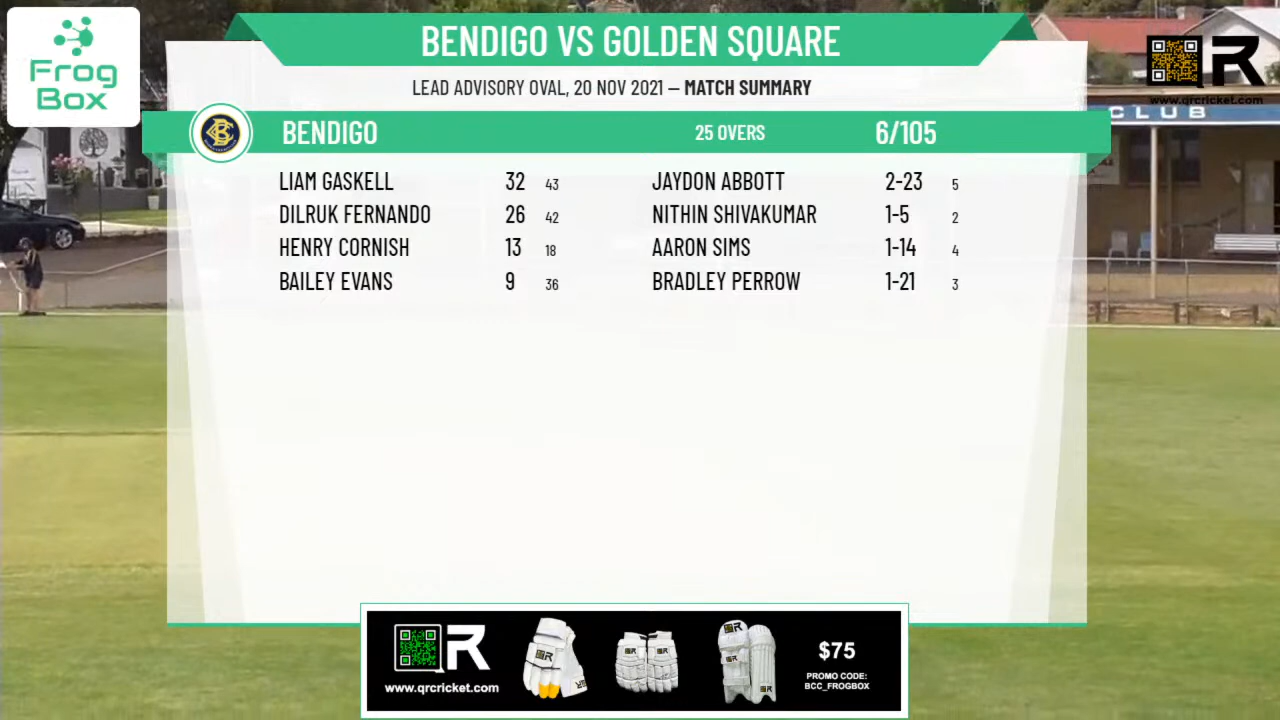 Frog
Box
BENDIGO VS GOLDEN SQUARE
R
www.qrcricket.com
LEAD ADVISORY OVAL, 20 NOV 2021 – MATCH SUMMARY
CLUB
BENDIGO 25 OVERS 6/105
LIAM GASKELL 32 43 JAYDON ABBOTT 2-23 5
DILRUK FERNANDO 26 42 NITHIN SHIVAKUMAR 1-5 2
HENRY CORNISH 13 18 AARON SIMS 1-14 4
BAILEY EVANS 9 36 BRADLEY PERROW 1-21 3
R
www.qrcricket.com
$75
PROMO CODE:
BCC_FROGBOX